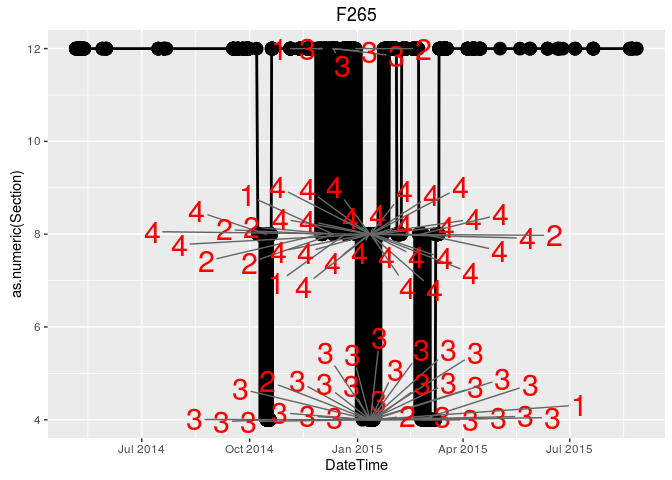 F265
12
1 3 3 3 3 2
10
4 4 4 4 4
1 4 4
4 4 4 4 4 4 4 4
4 2 2 4 4 2
4 4 4 4 4 4 4 4
2 2 4 4
1 4 4 4
8
6
3
3 3 3 3
3
3 2 3 3 3 3 3 3 3
3 1
3 3 3 3 3 3 2 3 3 3 3 3
4
Jul 2014
Oct 2014
Jan 2015
Apr 2015
Jul 2015
DateTime
as.numeric(Section)